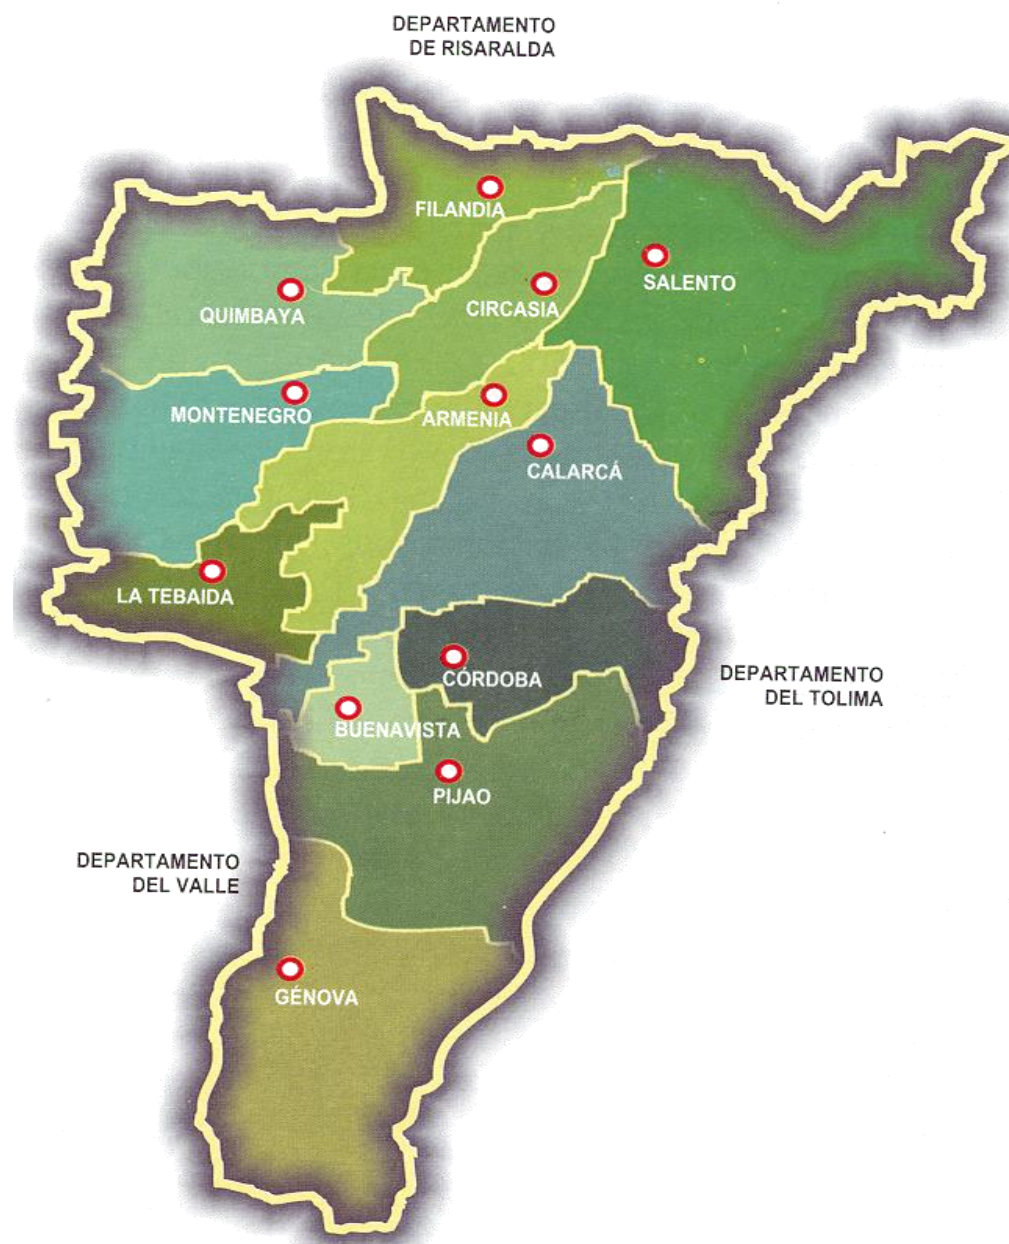 DEPARTAMENTO
DE RISARALDA
FILANDIA
SALENTO
CIRCASIA
QUIMBAYA
MONTENEGRO
ARMENIA
CALARCÁ
LA TEBAIDA
CÓRDOBA
DEPARTAMENTO
DEL TOLIMA
BUENAVISTA
PIJAO
DEPARTAMENTO
DEL VALLE
GÉNOVA